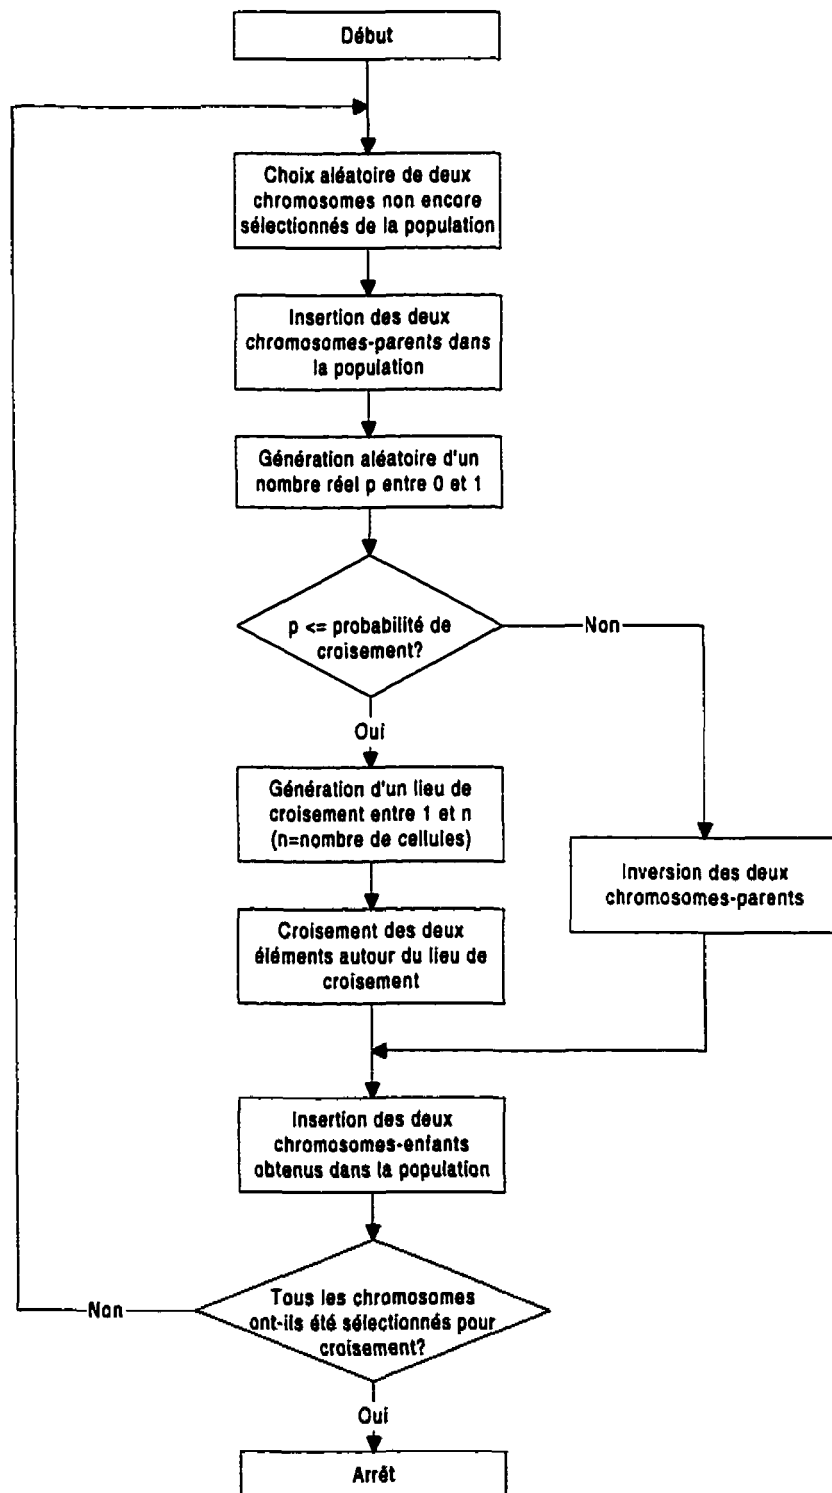 Début
Choix aléatoire de deux
chromosomes non encore
sélectionnés de la population
Insertion des deux
chromosomes-parents dans
la population
Génération aléatoire d'un
nombre réel p entre 0 et 1
p <= probabilité de
croisement?
Non
Oui
Génération d'un lieu de
croisement entre 1 et n
(n=nombre de cellules)
Inversion des deux
chromosomes-parents
Croisement des deux
éléments autour du lieu de
croisement
Insertion des deux
chromosomes-enfants
obtenus dans la population
Tous les chromosomes
ont-ils été sélectionnés pour
croisement?
Non
Oui
Arrêt